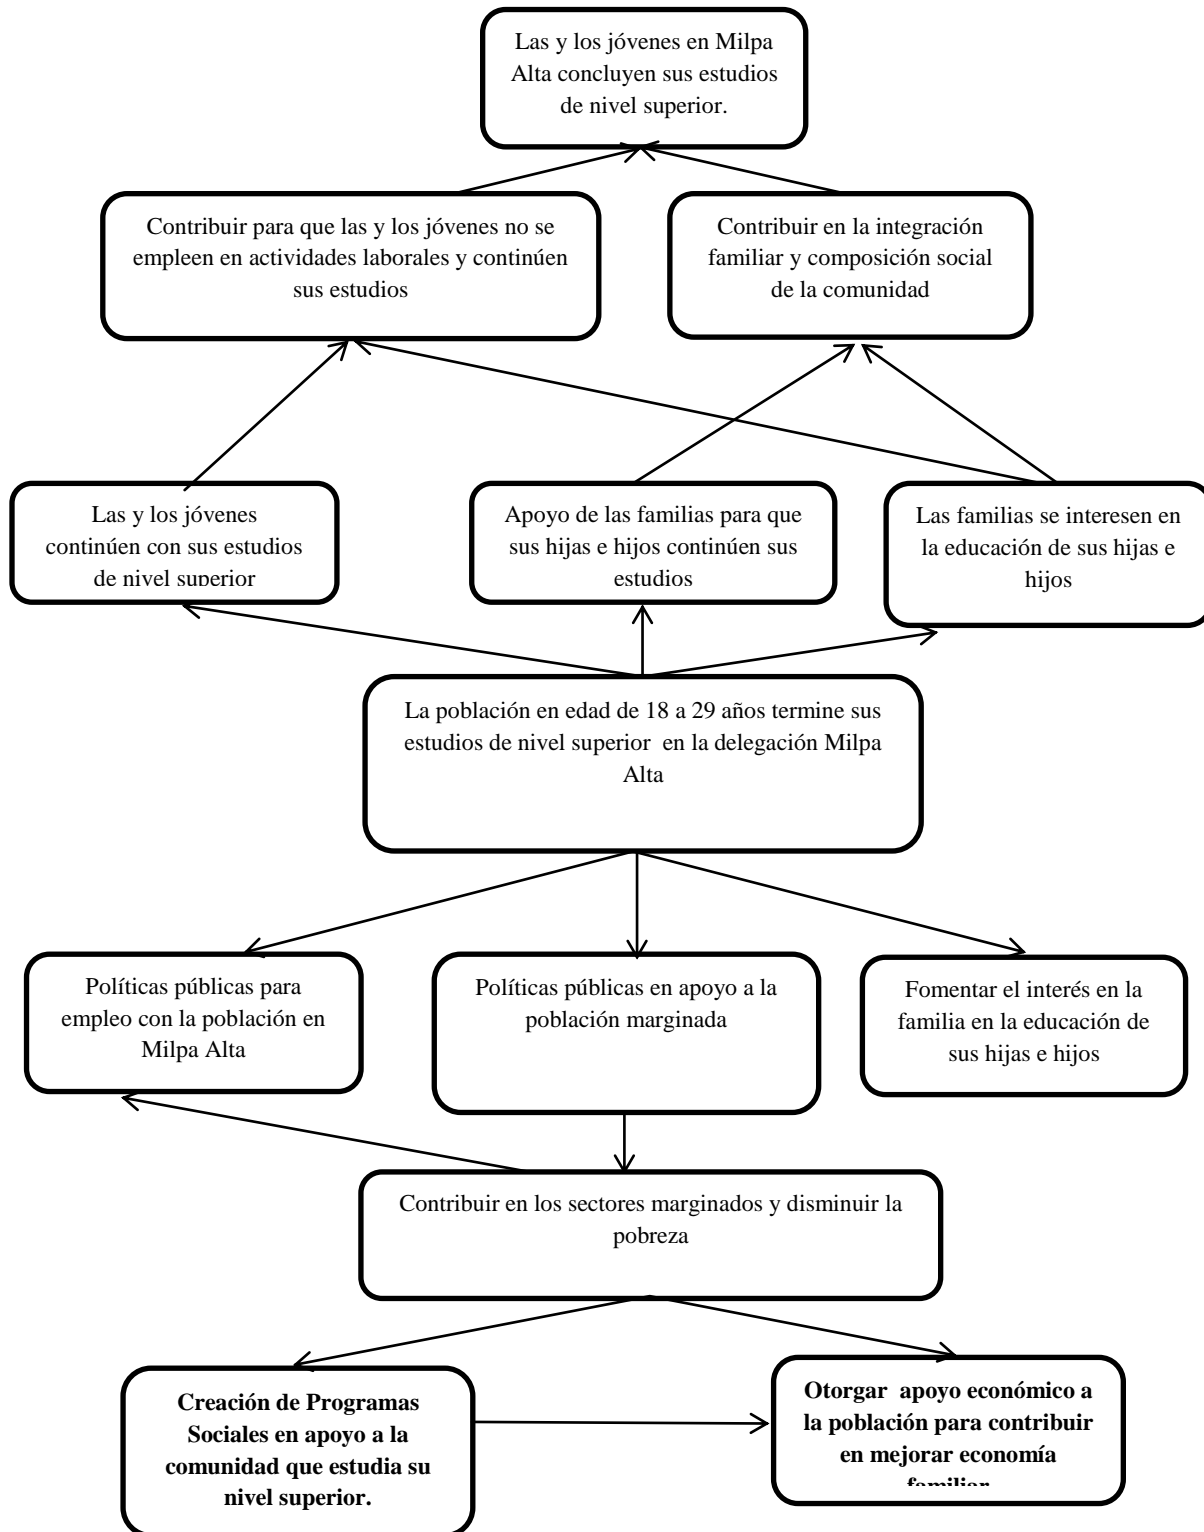 Las y los jóvenes en Milpa
Alta concluyen sus estudios
de nivel superior.
Contribuir para que las y los jóvenes no se
empleen en actividades laborales y continúen
sus estudios
Contribuir en la integración
familiar y composición social
de la comunidad
Las y los jóvenes
continúen con sus estudios
de nivel superior
Apoyo de las familias para que
sus hijas e hijos continúen sus
estudios
Las familias se interesen en
la educación de sus hijas e
hijos
La población en edad de 18 a 29 años termine sus
estudios de nivel superior en la delegación Milpa
Alta
Políticas públicas para
empleo con la población en
Milpa Alta
Políticas públicas en apoyo a la
población marginada
Fomentar el interés en la
familia en la educación de
sus hijas e hijos
Contribuir en los sectores marginados y disminuir la
pobreza
Creación de Programas
Sociales en apoyo a la
comunidad que estudia su
nivel superior.
Otorgar apoyo económico a
la población para contribuir
en mejorar economía
familiar